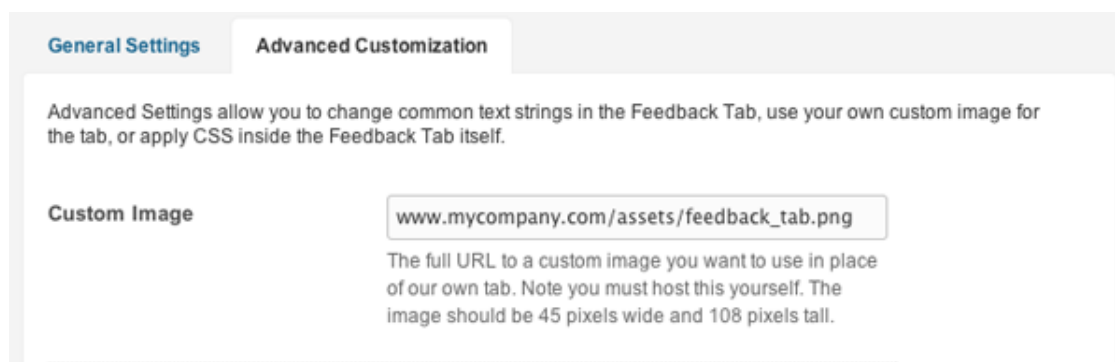 General Settings Advanced Customization
Advanced Settings allow you to change common text strings in the Feedback Tab, use your own custom image for
the tab, or apply CSS inside the Feedback Tab itself.
Custom Image www.mycompany.com/assets/feedback_tab.png
The full URL to a custom image you want to use in place
of our own tab. Note you must host this yourself. The
image should be 45 pixels wide and 108 pixels tall.